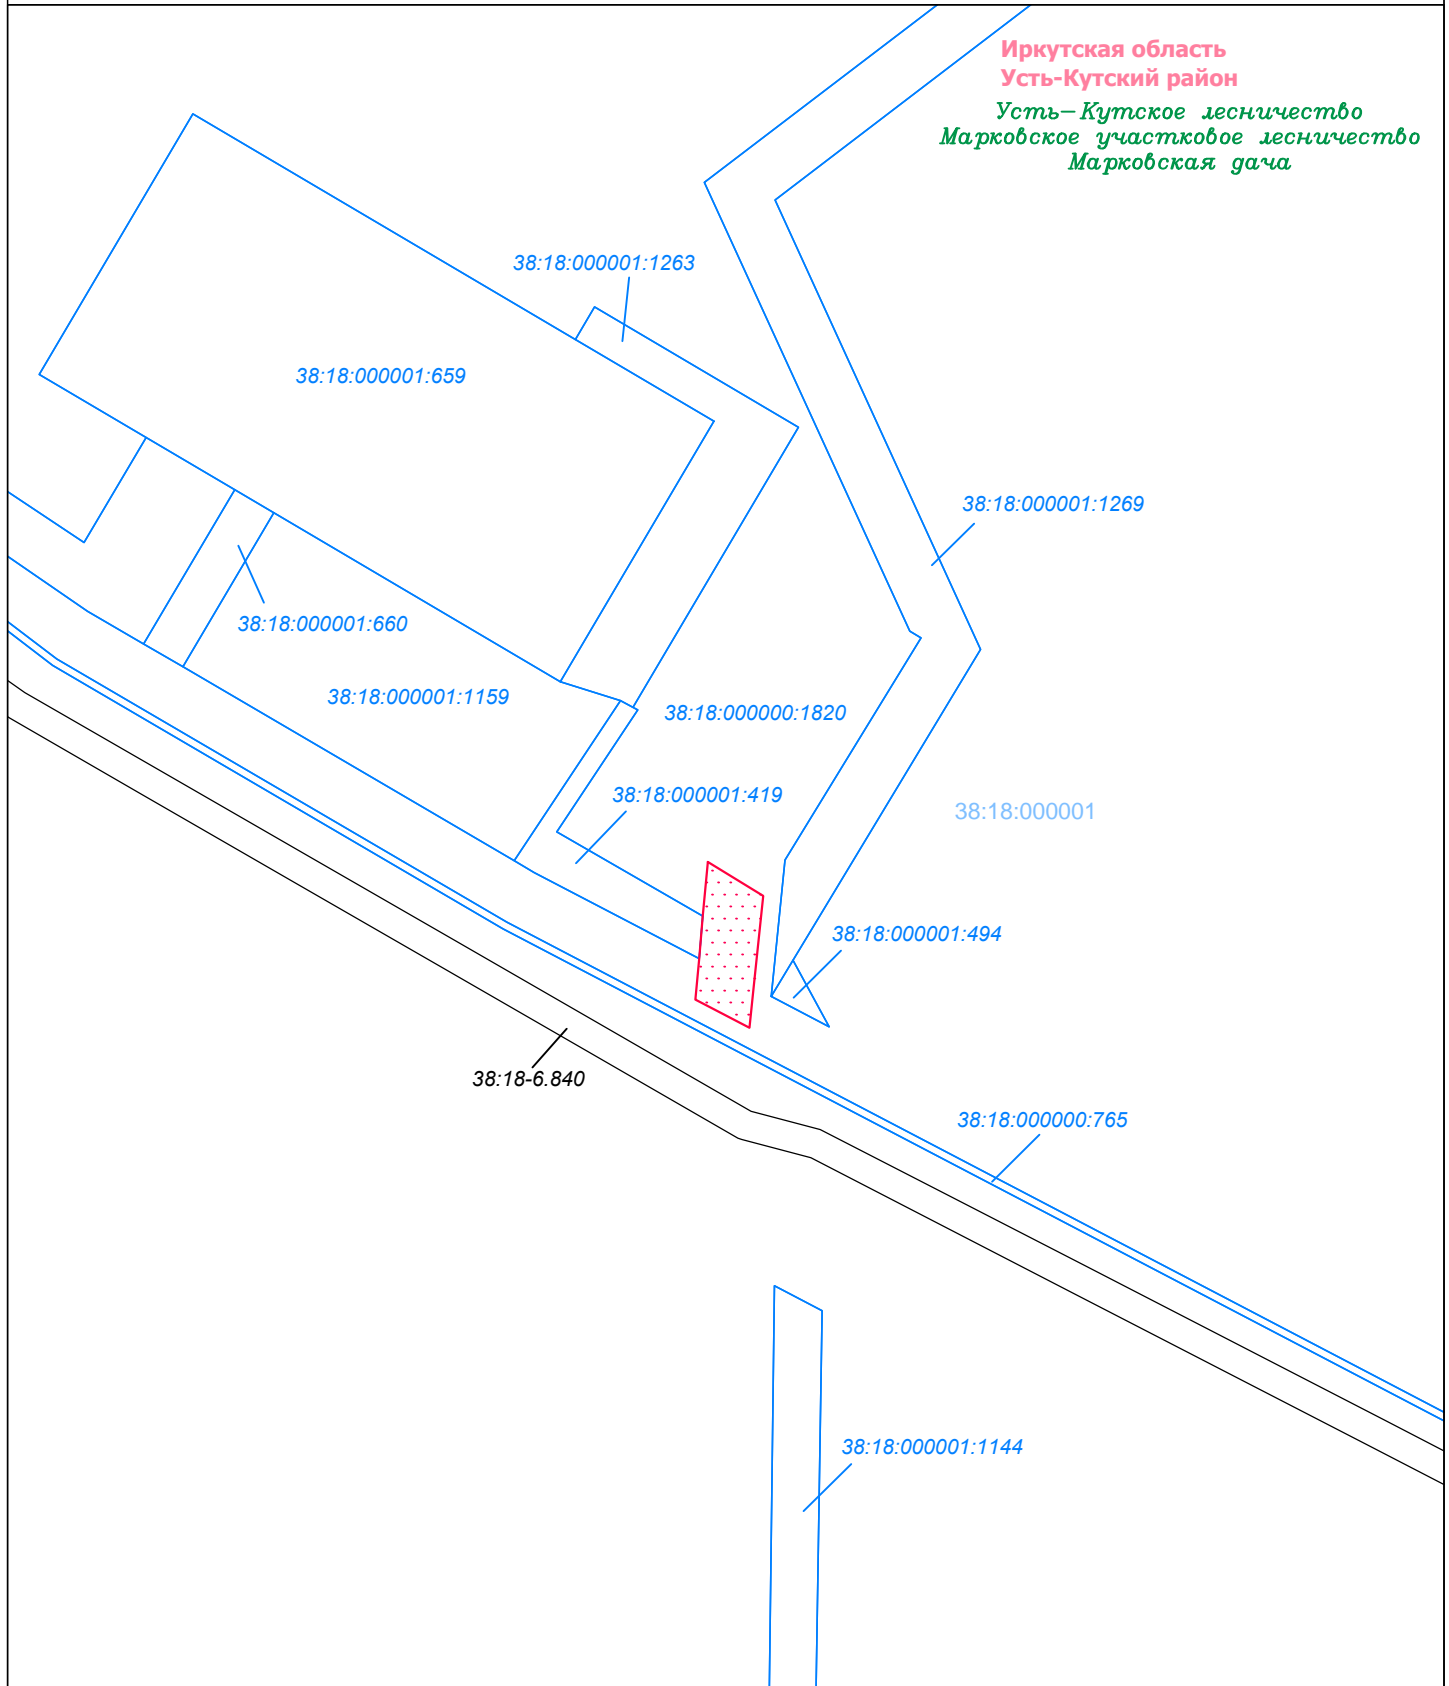 Иркутская область
Усть-Кутский район
Усть-Кутское лесничество
Марковское участковое лесничество
Марковская дача
38:18:000001:1263
38:18:000001:659
38:18:000001:1269
38:18:000001:660
38:18:000001:1159
38:18:000000:1820
38:18:000001:419
38:18:000001
38:18:000001:494
38:18-6.840
38:18:000000:765
38:18:000001:1144